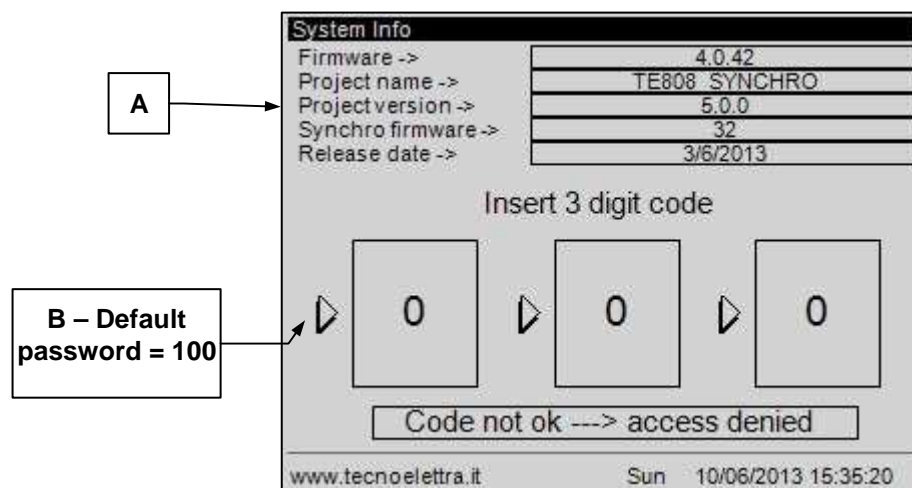 System Info
Firmware -> 4.0.42
Project name -> TE808 SYNCHRO
Project version -> 5.0.0
Synchro firmware -> 32
Release date -> 3/6/2013
A
Insert 3 digit code
0 0 0
B – Default
password = 100
Code not ok ---> access denied
www.tecnoelettra.it Sun 10/06/2013 15:35:20